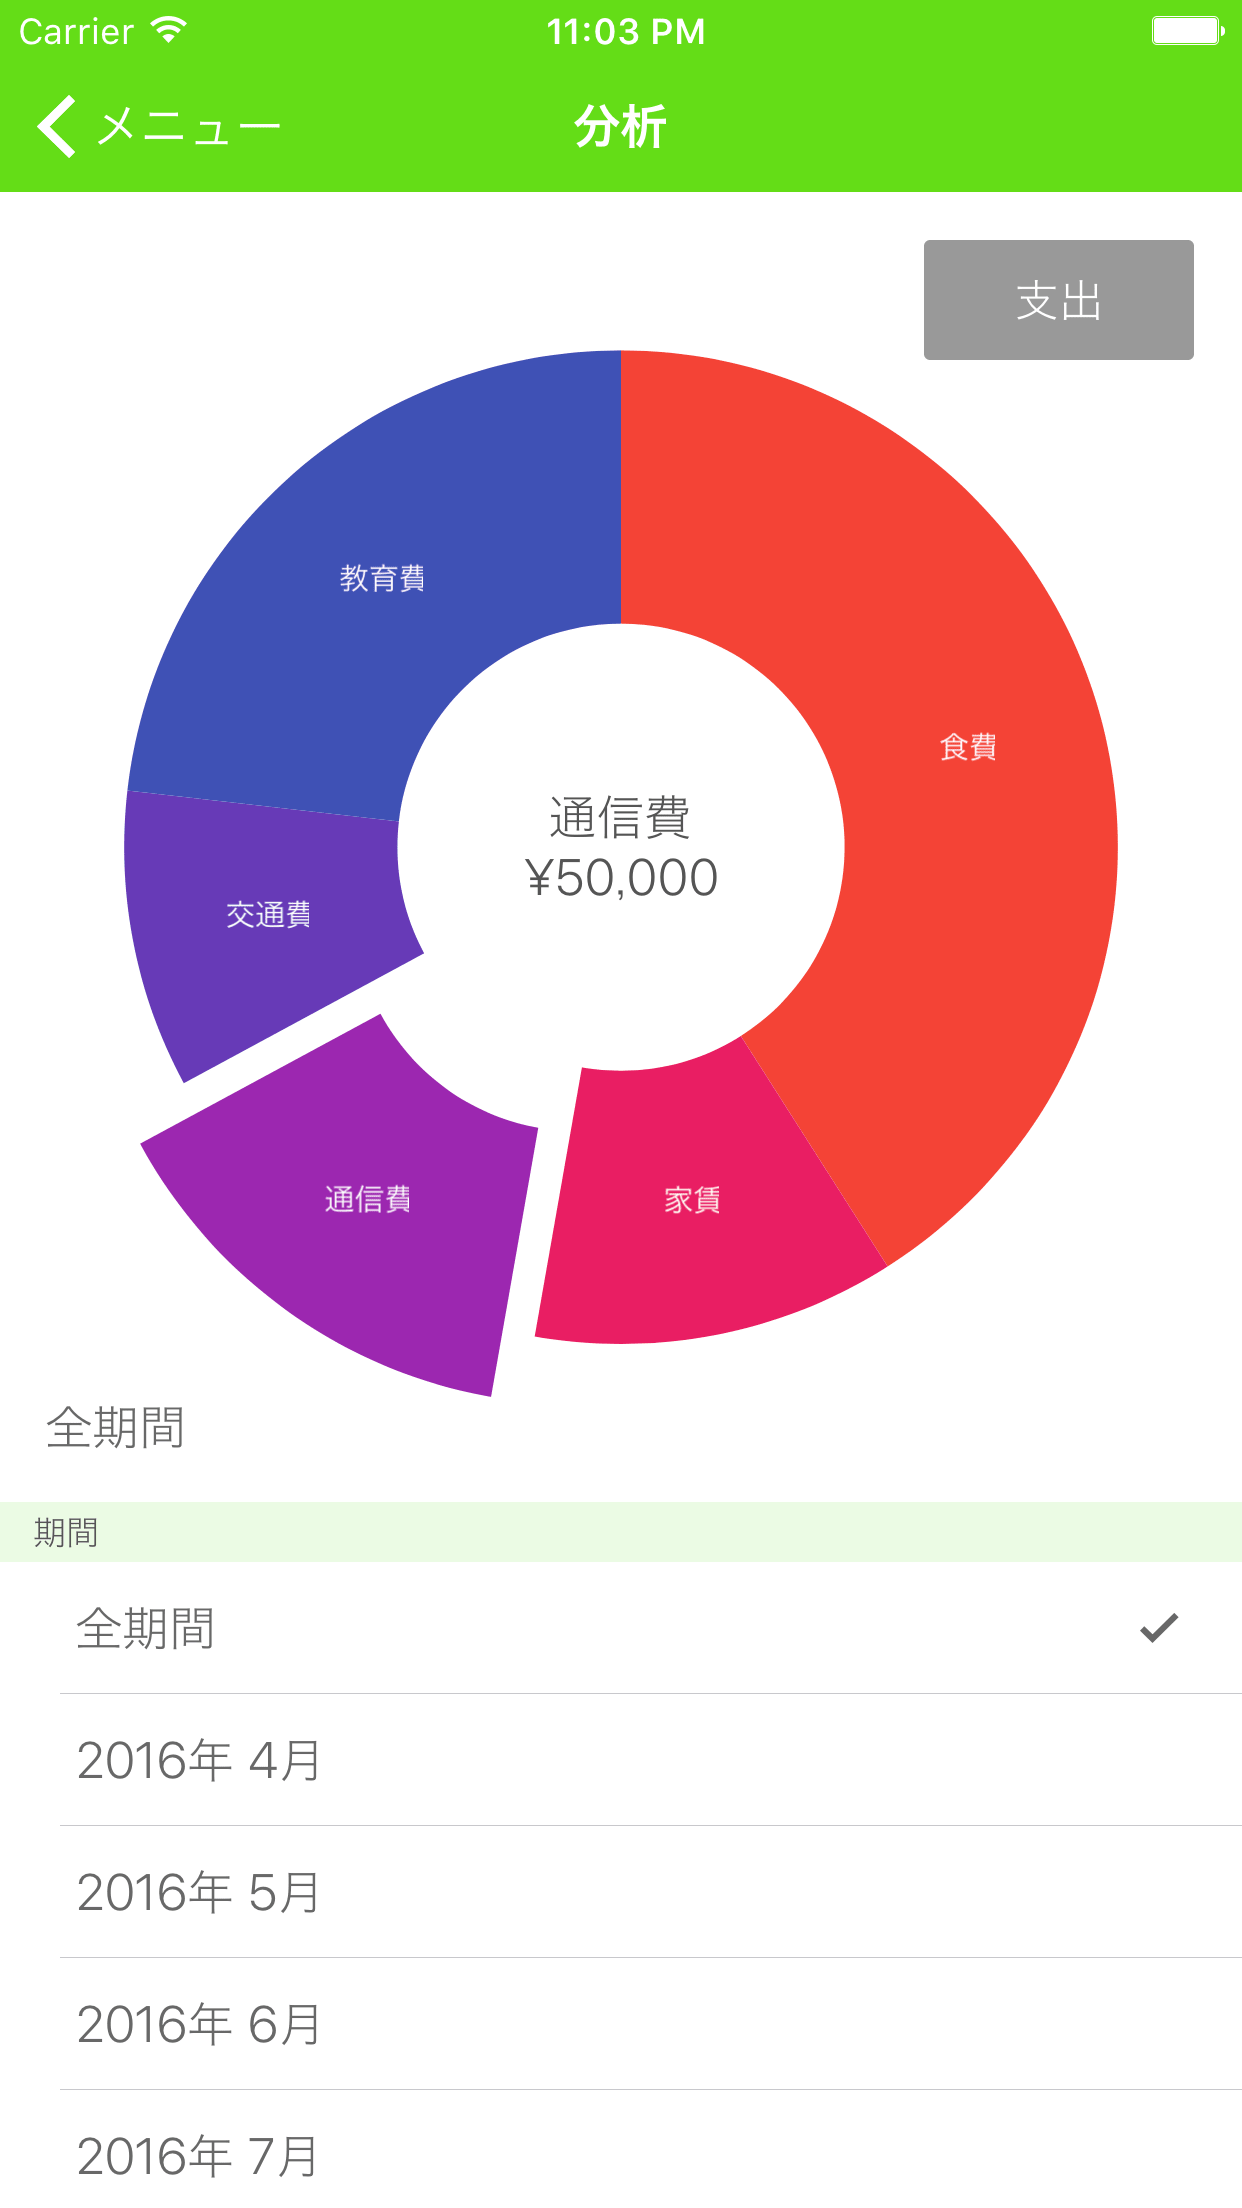 Carrier 11:03 PM
メニュー 分析
支出
教育費
食費
通信費
¥50,000
交通費
通信費
家賃
全期間
期間
全期間
2016年 4月
2016年 5月
2016年 6月
2016年 7月